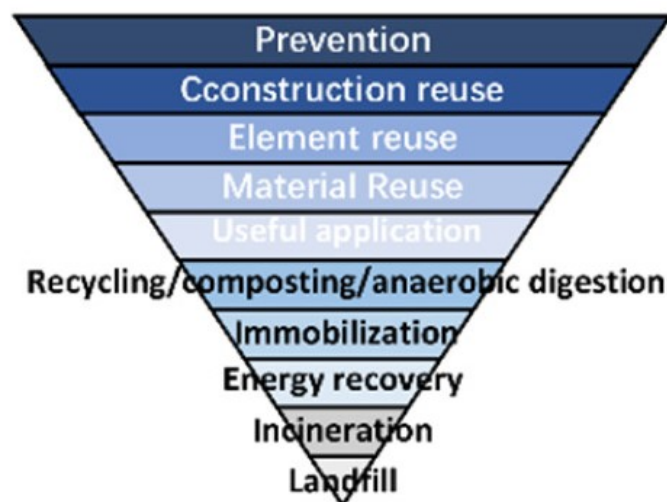 Prevention
Cconstruction reuse
Element reuse
Material Reuse
Useful application
Recycling/composting/anaerobic digestion
Immobilization
Energy recovery
Incineration
Landfill